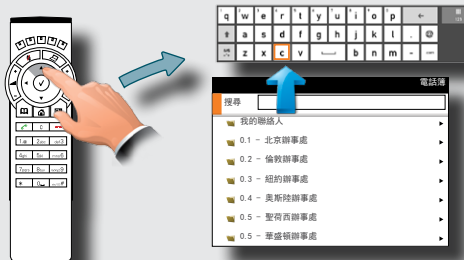 q w e r t y u i o p ←
a s d f g h j k l . @
z x c v b n m - —
電話簿
搜尋
我的聯絡人
0.1 - 北京辦事處
0.2 - 倫敦辦事處
0.3 - 紐約辦事處
0.4 - 奧斯陸辦事處
0.5 - 聖荷西辦事處
0.5 - 華盛頓辦事處